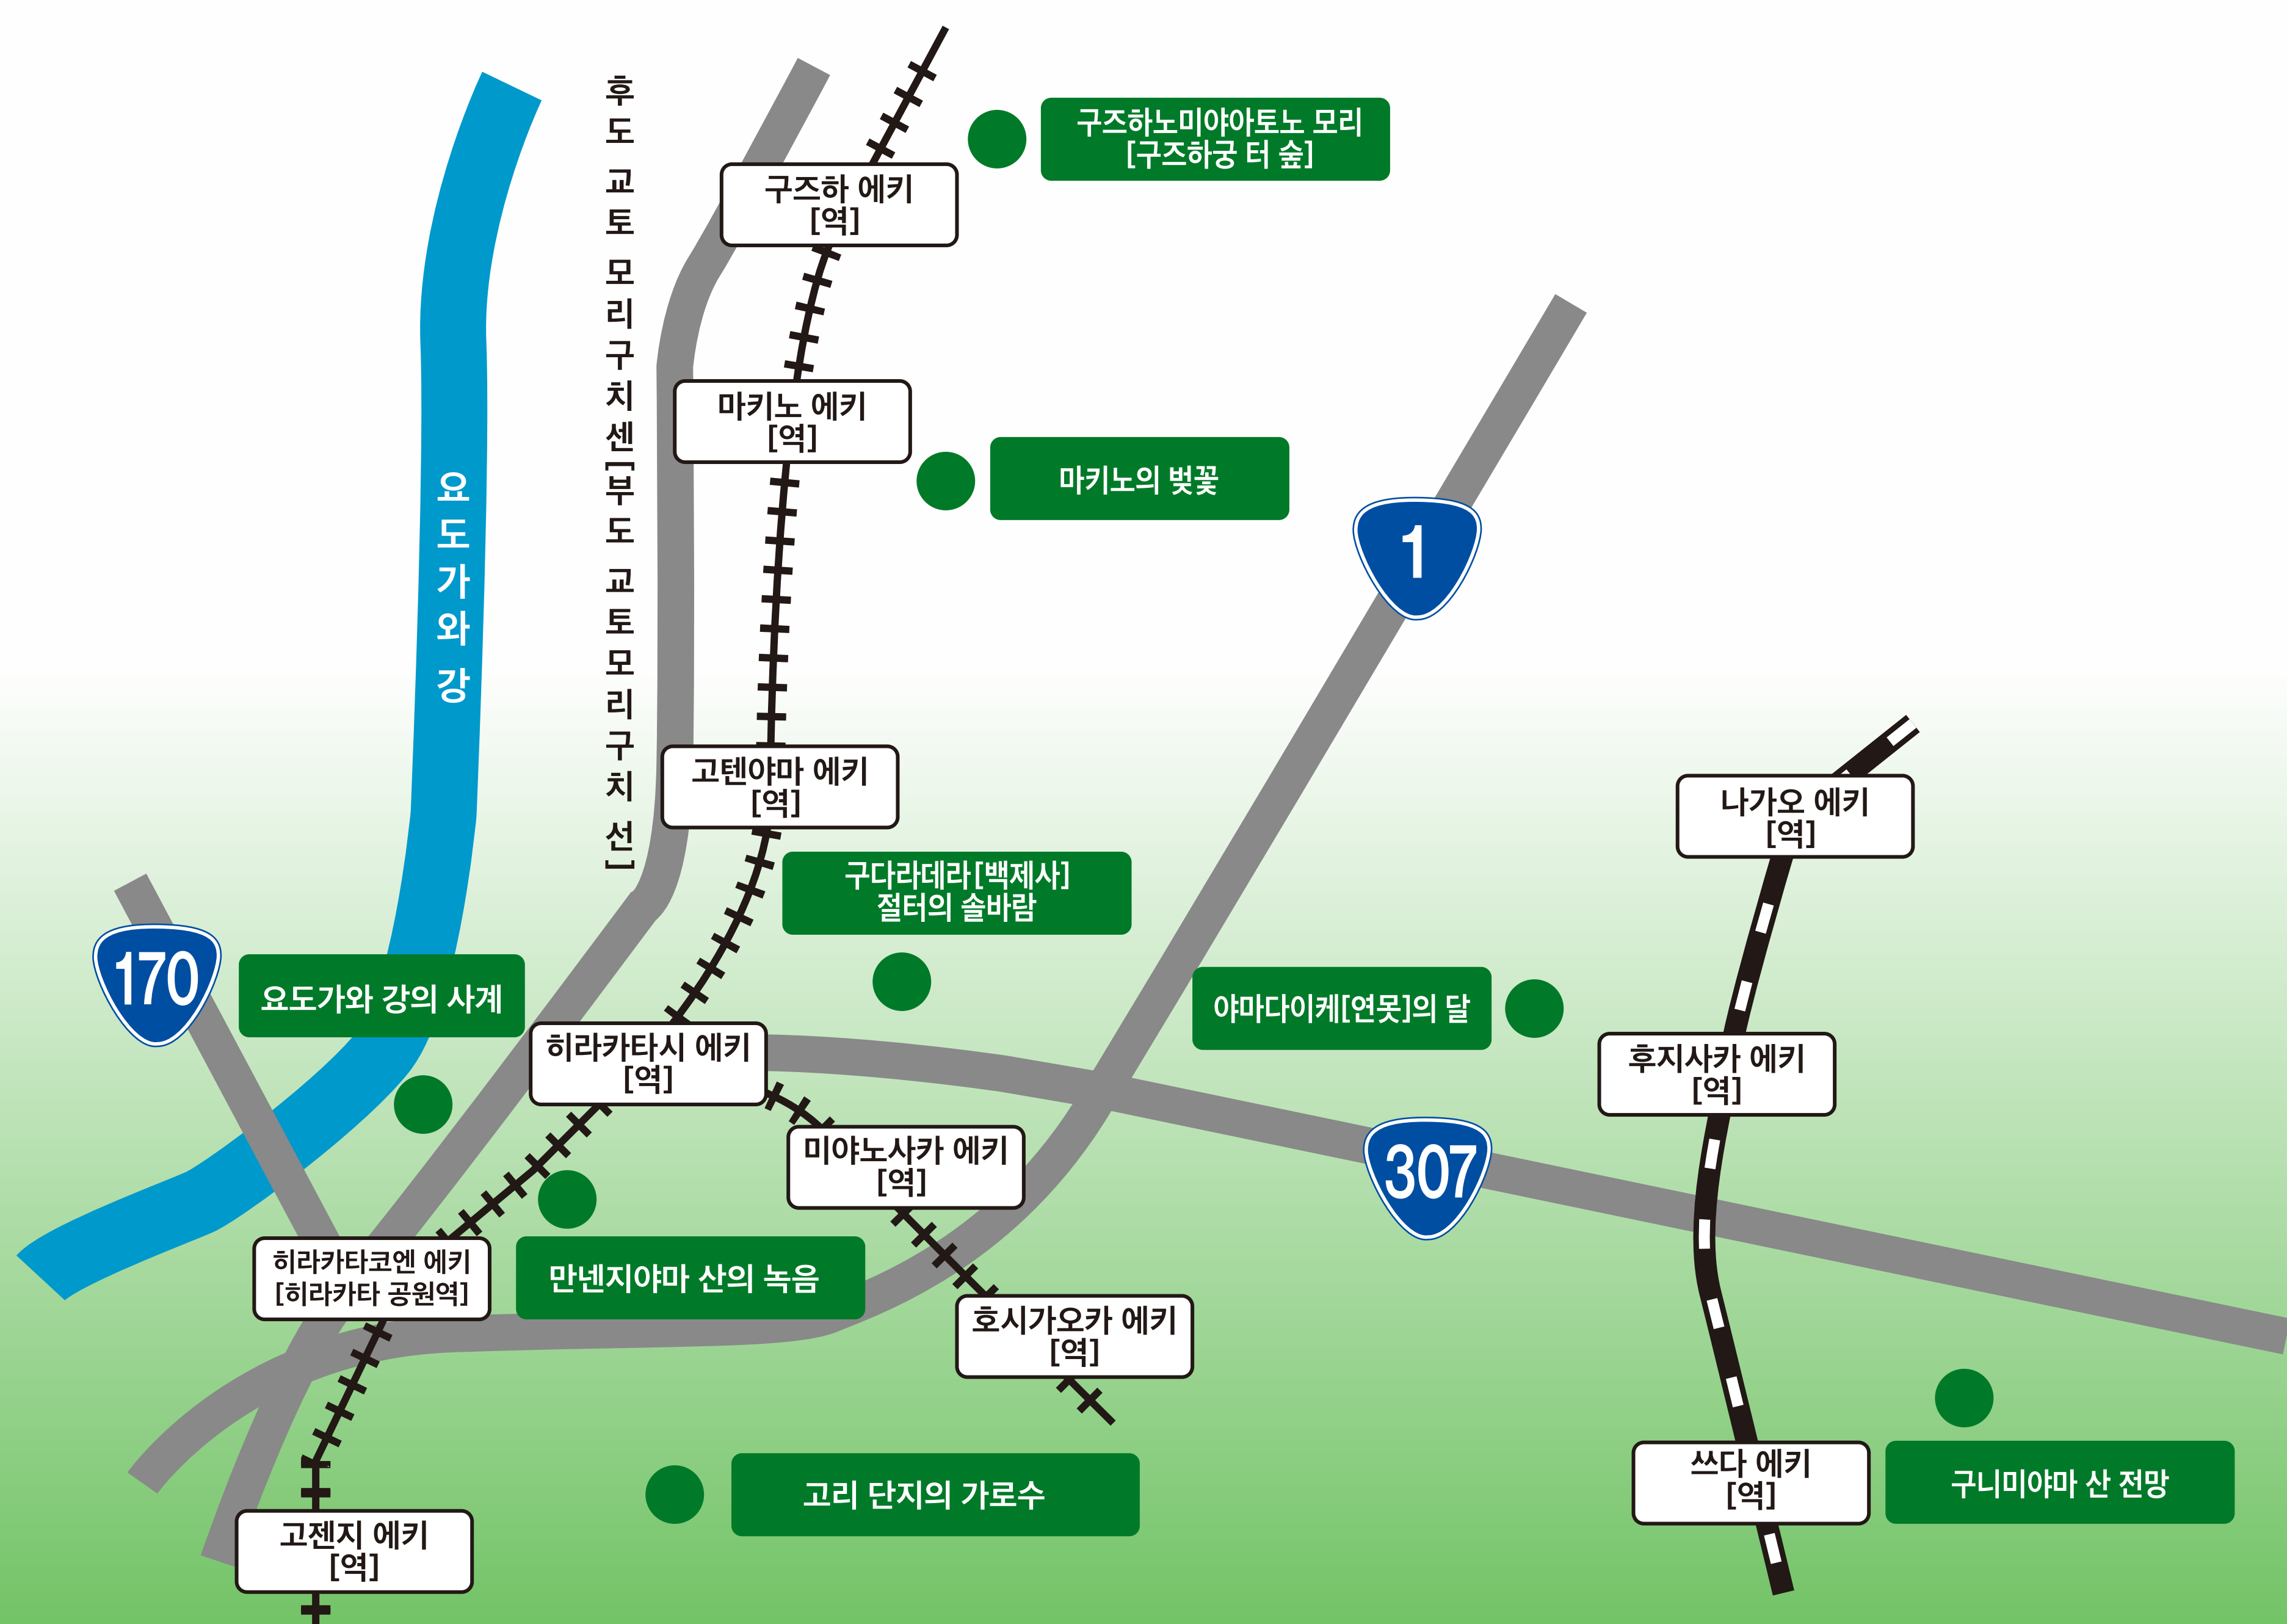 후도 교토 모리구치센[부도 교토모리구치 선]
구즈하노미야아토노 모리
[구즈하궁 터 숲]
구즈하 에키
[역]
마키노 에키
[역]
마키노의 벚꽃
요도가와 강
1
고텐야마 에키
[역]
나가오 에키
[역]
구다라데라[백제사]
절터의 솔바람
170
요도가와 강의 사계
야마다이케[연못]의 달
히라카타시 에키
[역]
후지사카 에키
[역]
미야노사카 에키
[역]
307
히라카타코엔 에키
[히라카타 공원역]
만넨지야마 산의 녹음
호시가오카 에키
[역]
쓰다 에키
[역]
구니미야마 산 전망
고리 단지의 가로수
고젠지 에키
[역]